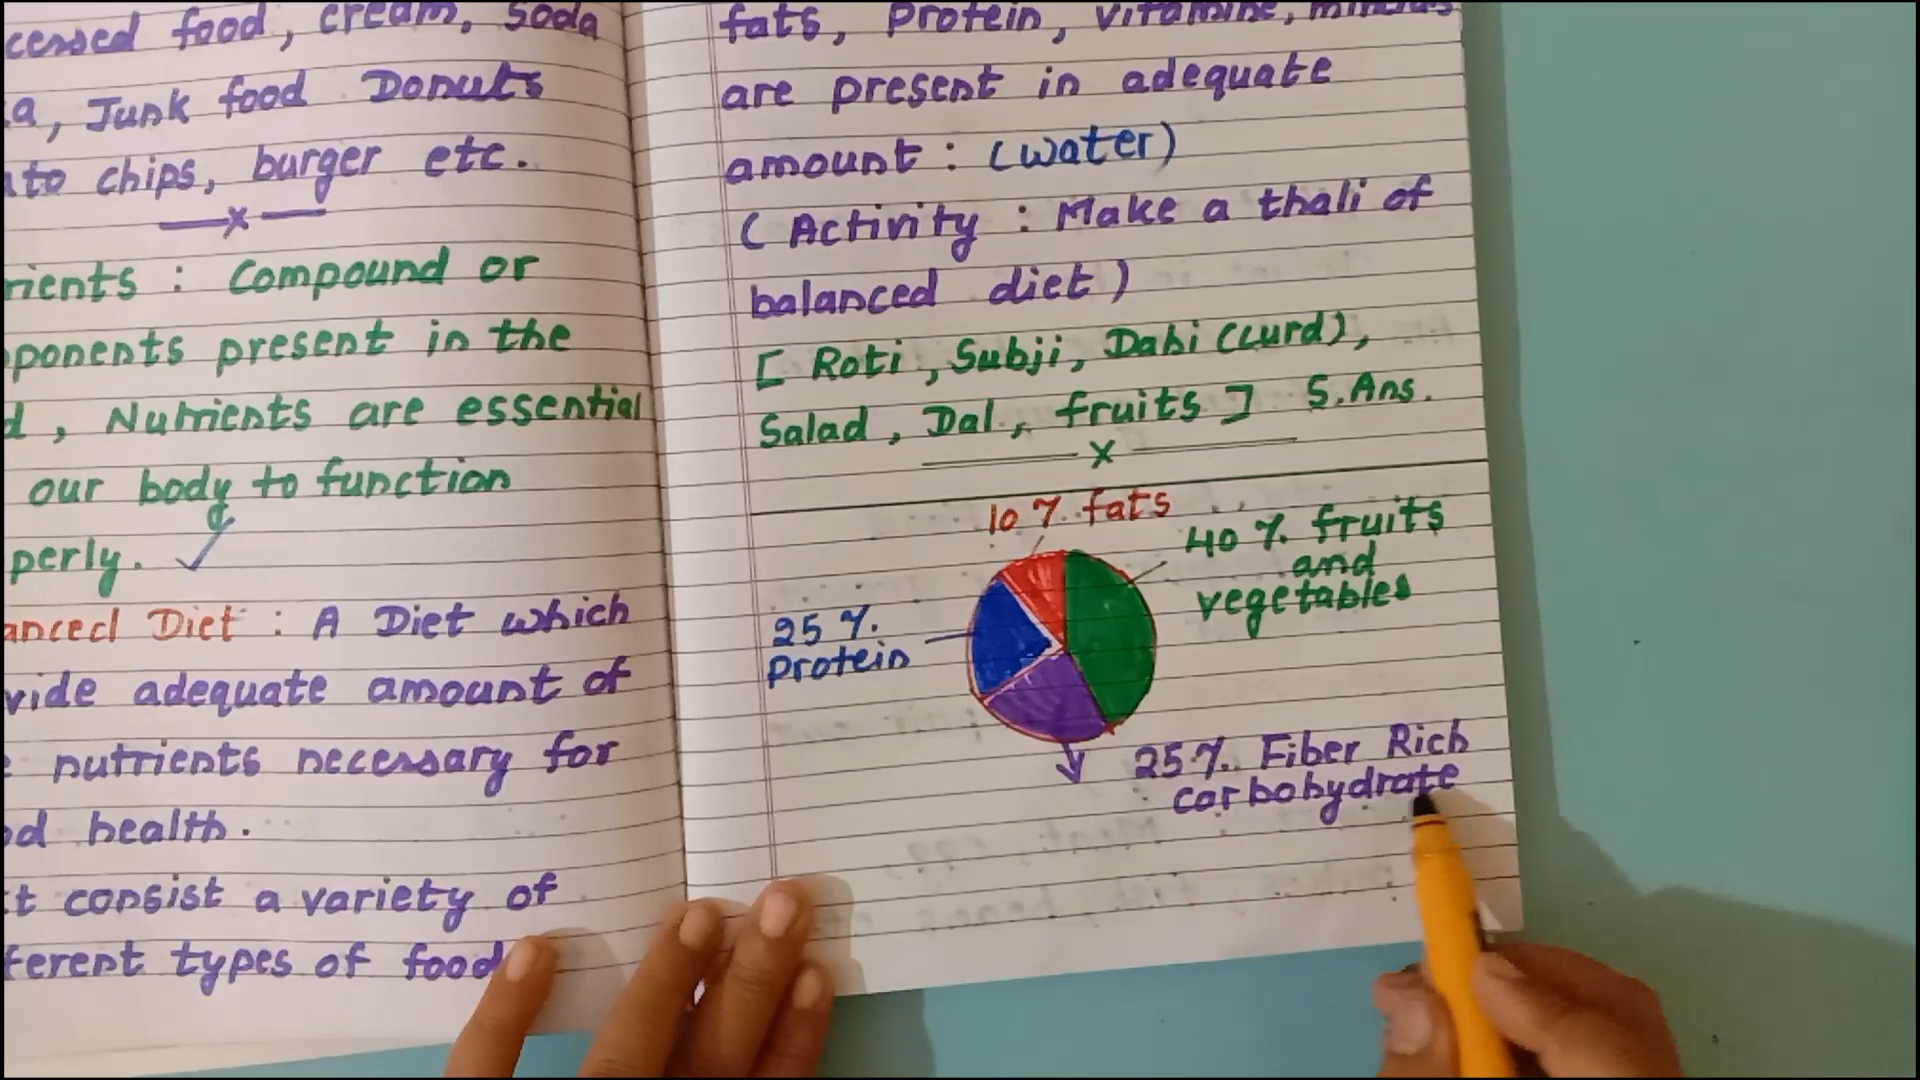 cessed food, cream, Soda
a, Junk food Donuts
ato chips, burger etc.
rients : Compound or
ponents present in the
d, Nutrients are essential
our body to function
perly.
anced Diet : A Diet which
vide adequate amount of
e nutrients necessary for
od health.
t consist a variety of
ferent types of food
fats, Protein, Vitamine, minrals
are present in adequate
amount : (water)
( Activity : Make a thali of
balanced diet )
[ Roti, Subji, Dahi (Curd),
Salad, Dal, fruits ] S.Ans.
10 % fats
40 % fruits
and
vegetables
25 %
Protein
25 % Fiber Rich
carbohydrate